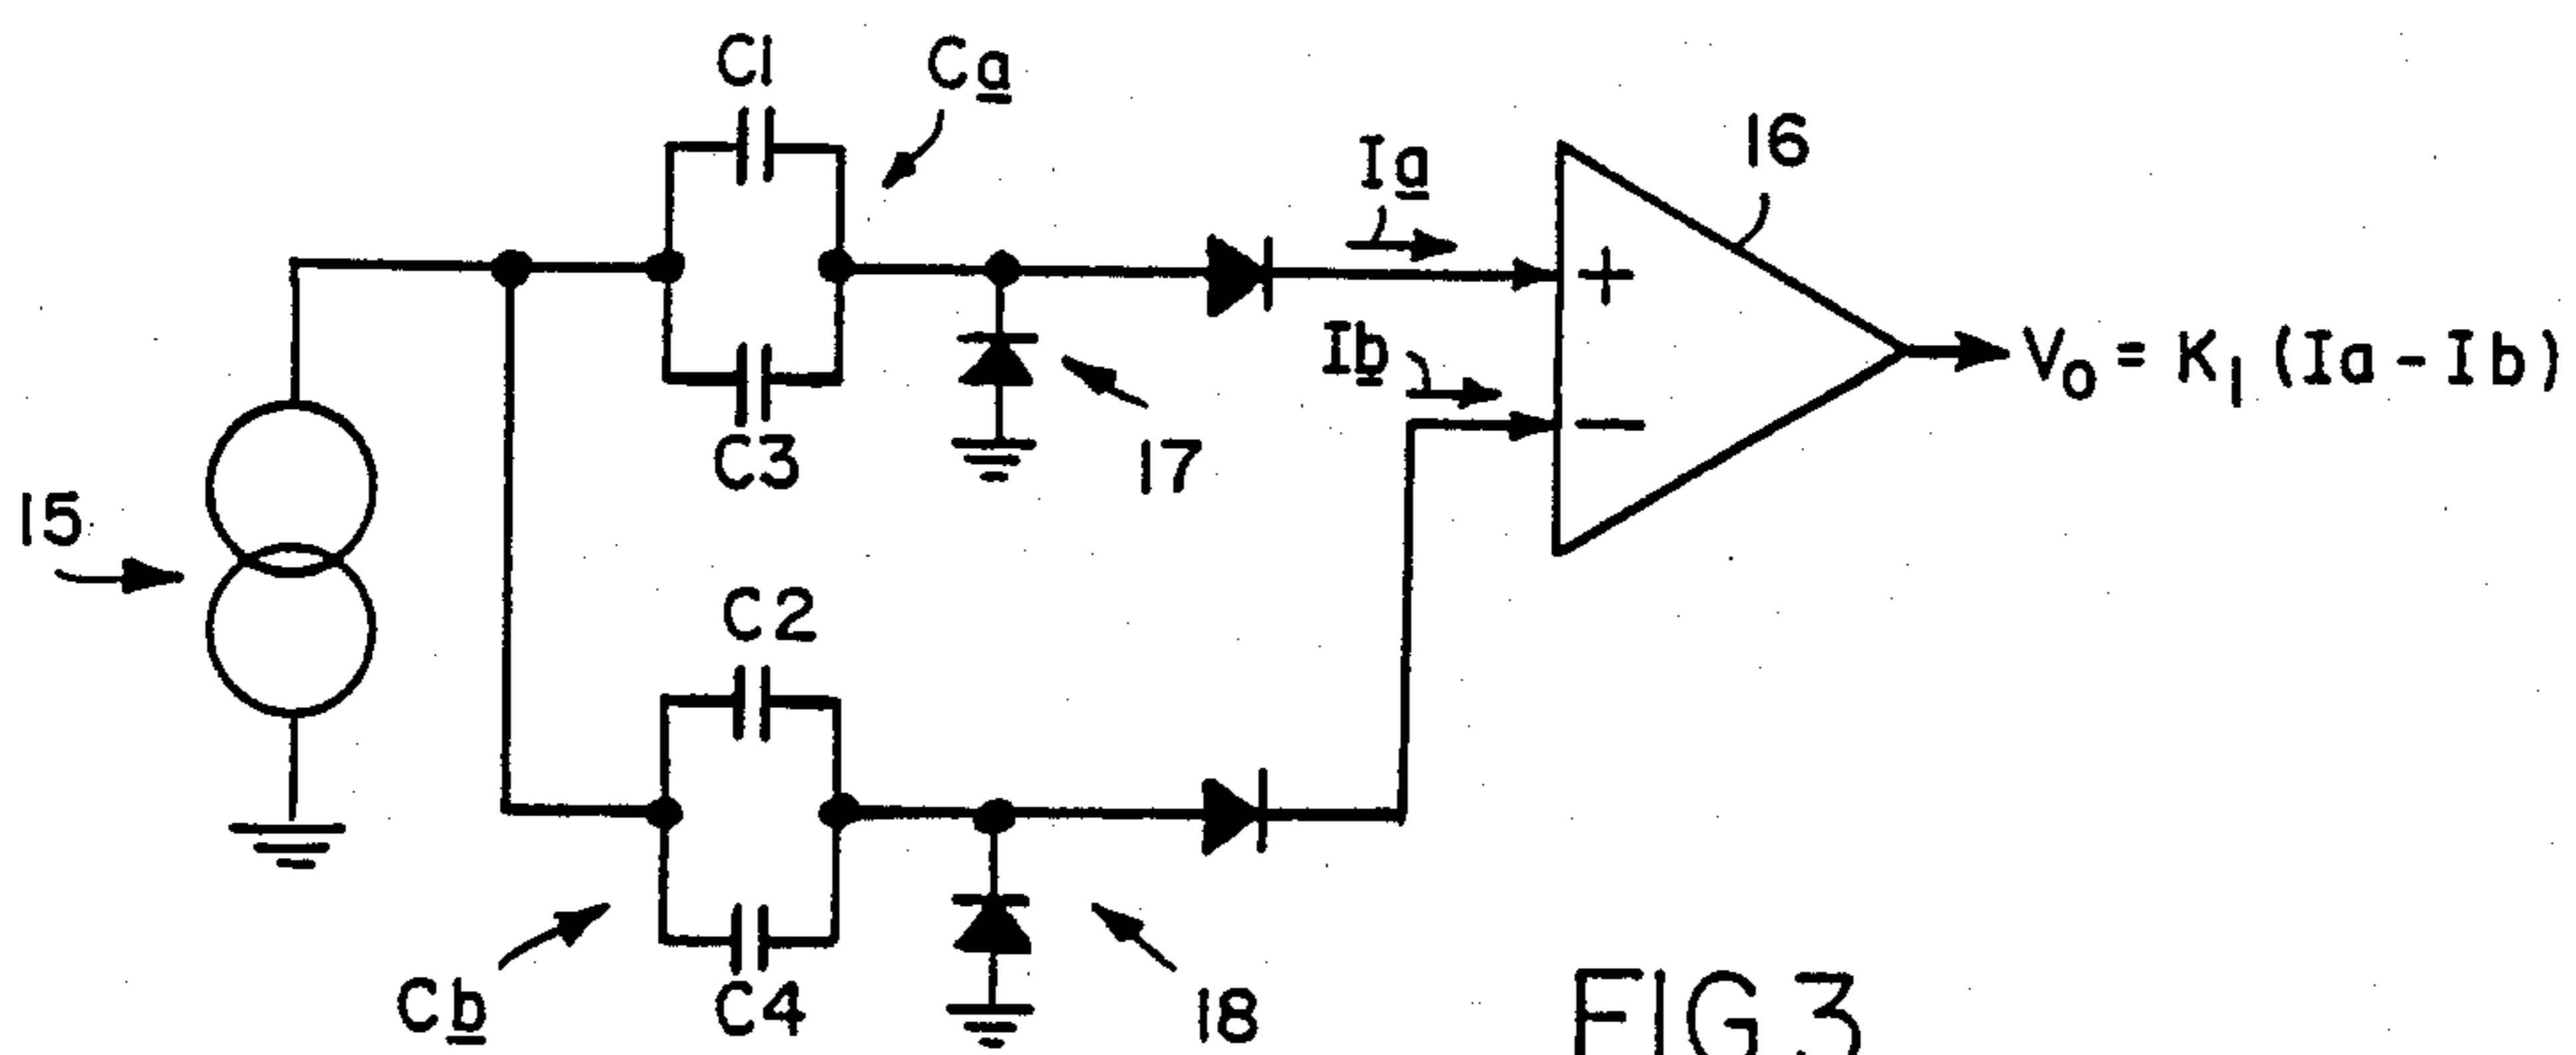 C1
Ca
16
Ia
+
Ib
Vo = K1 (Ia - Ib)
−
C3
17
15
C2
Cb
C4
18
FIG.3